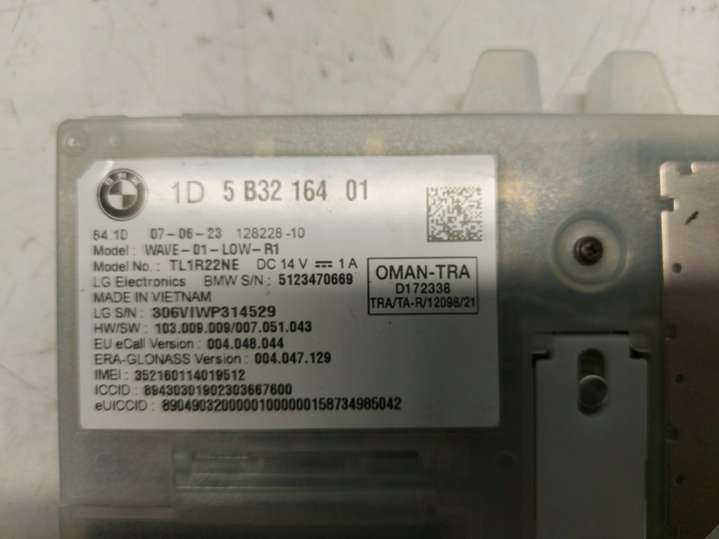 BMW
1D 5 B32 164 01
84.1D 07-06-23 128228-10
Model : WAVE-01-LOW-R1
Model No. : TL1R22NE DC 14 V ⎓ 1 A
LG Electronics BMW S/N : 5123470669
MADE IN VIETNAM
LG S/N : 306VIWP314529
HW/SW : 103.009.009/007.051.043
EU eCall Version : 004.048.044
ERA-GLONASS Version : 004.047.129
IMEI : 352160114019512
ICCID : 89430301902303667600
eUICCID : 89049032000001000000158734985042
OMAN-TRA
D172338
TRA/TA-R/12098/21